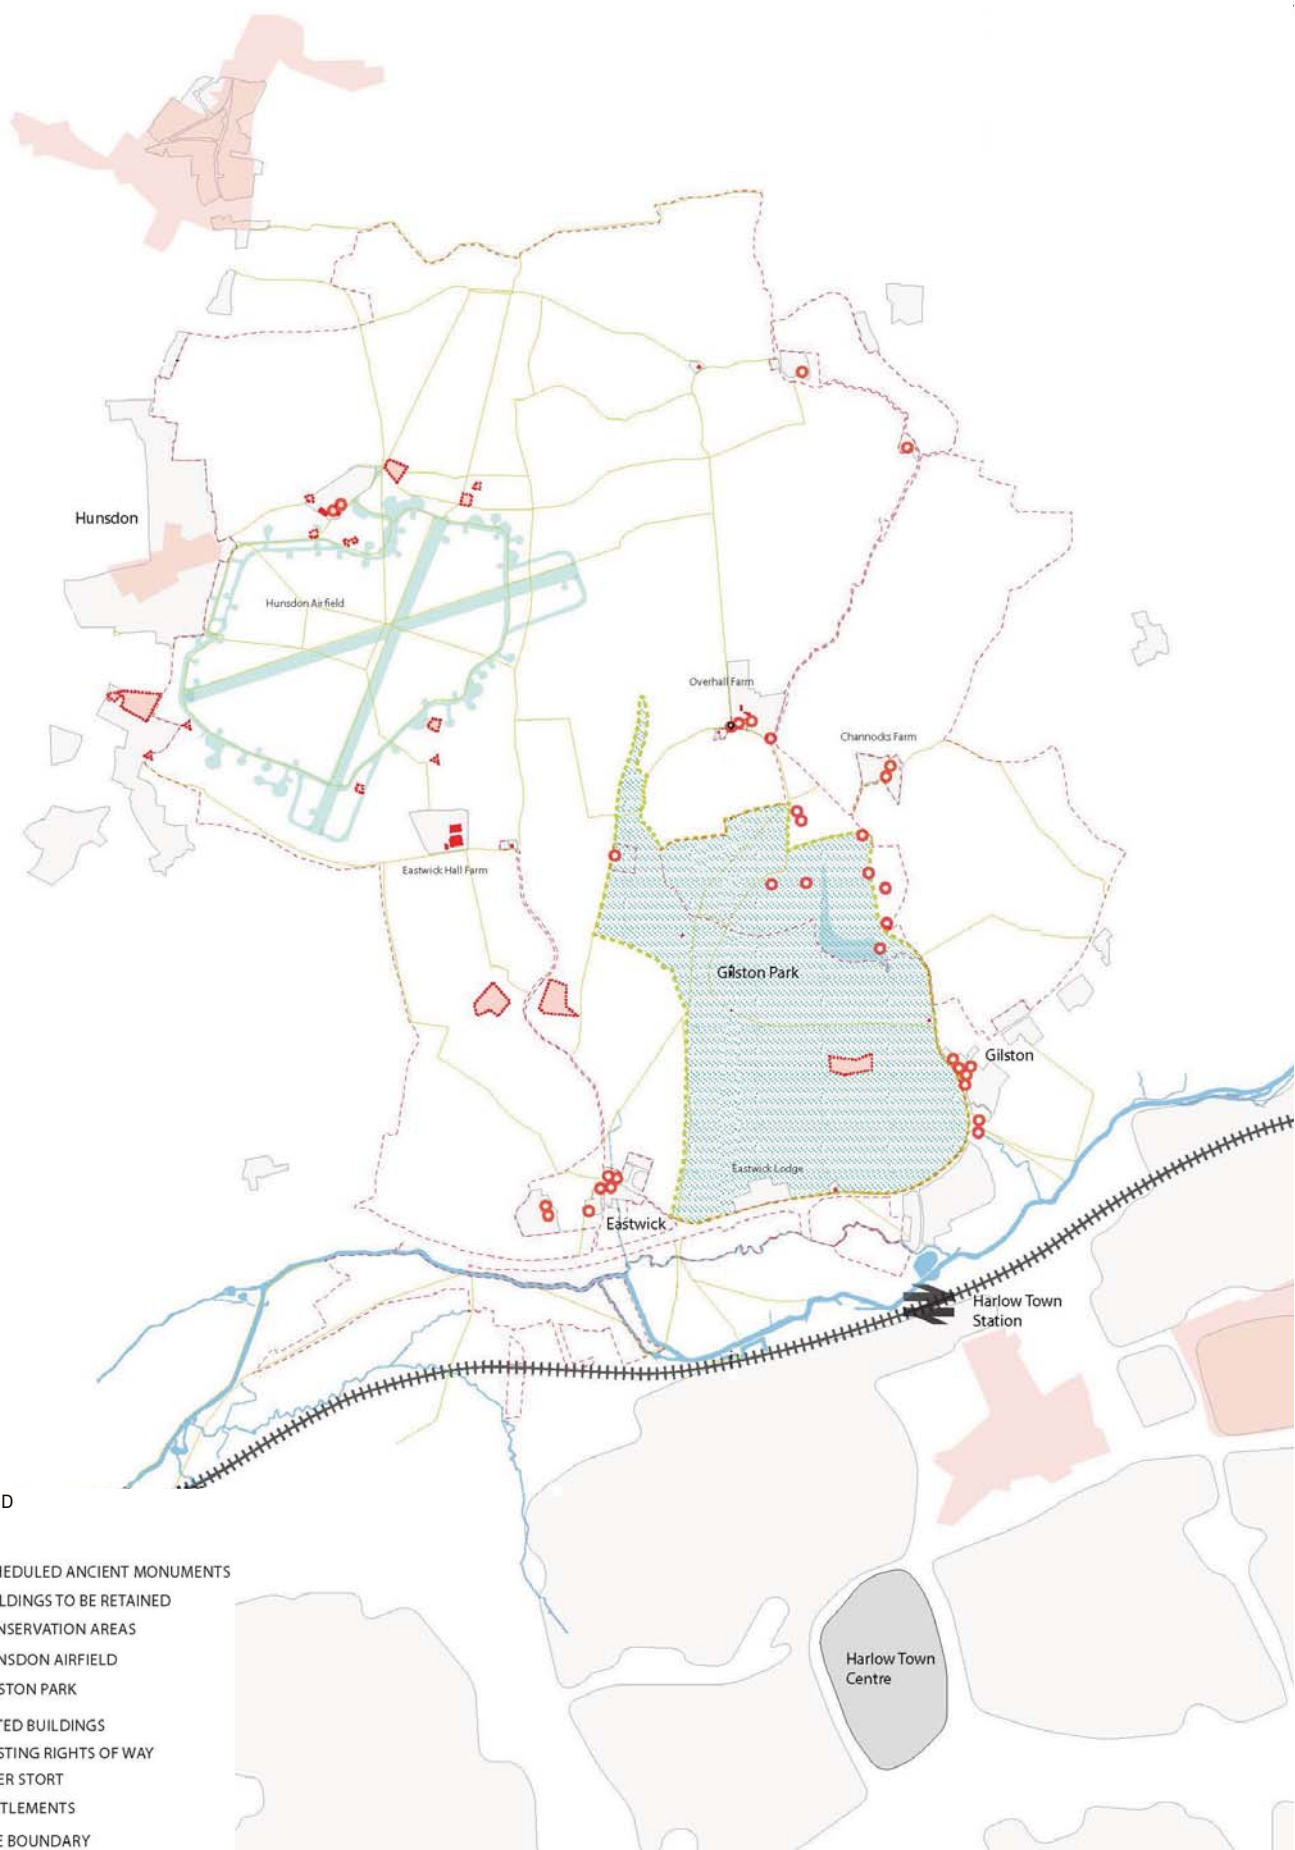 Hunsdon
Hunsdon Airfield
Overhall Farm
Channocks Farm
Eastwick Hall Farm
Gilston Park
Gilston
Eastwick Lodge
Eastwick
Harlow Town
Station
Harlow Town
Centre
D
HEDULED ANCIENT MONUMENTS
LDINGS TO BE RETAINED
NSERVATION AREAS
NSDON AIRFIELD
STON PARK
TED BUILDINGS
STING RIGHTS OF WAY
ER STORT
TLEMENTS
E BOUNDARY